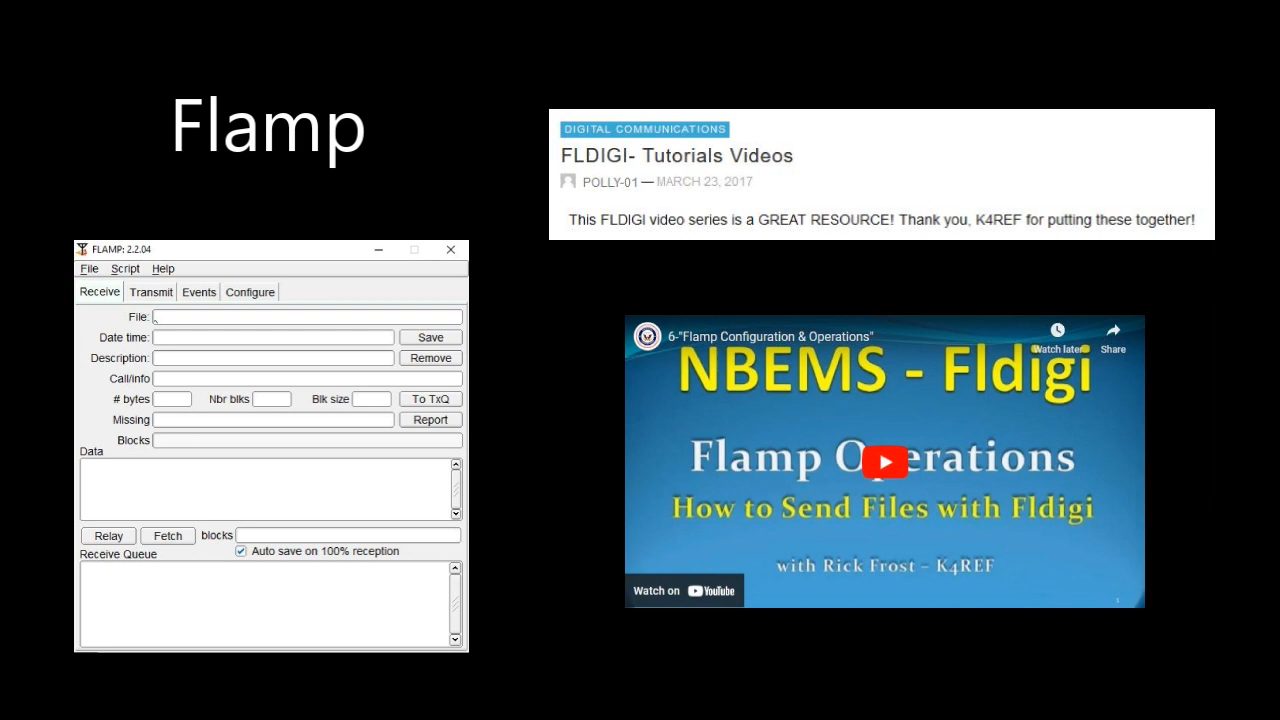 Flamp
DIGITAL COMMUNICATIONS
FLDIGI- Tutorials Videos
POLLY-01 — MARCH 23, 2017
This FLDIGI video series is a GREAT RESOURCE! Thank you, K4REF for putting these together!
FLAMP: 2.2.04
File Script Help
Receive Transmit Events Configure
File:
Date time: Save
Description: Remove
Call/info
# bytes Nbr blks Blk size To TxQ
Missing Report
Blocks
Data
Relay Fetch blocks
Auto save on 100% reception
Receive Queue
6-"Flamp Configuration & Operations"
Watch later Share
NBEMS - Fldigi
Flamp Operations
How to Send Files with Fldigi
with Rick Frost – K4REF
Watch on YouTube
1